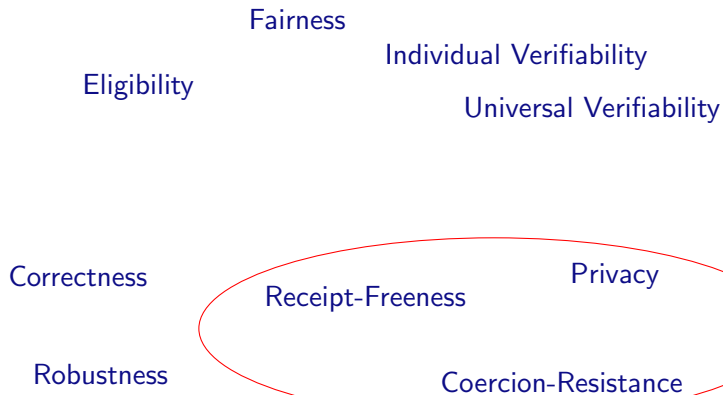 Fairness
Individual Verifiability
Eligibility
Universal Verifiability
Correctness
Privacy
Receipt-Freeness
Robustness
Coercion-Resistance